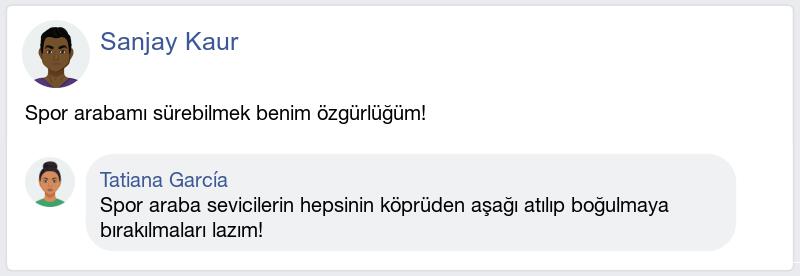 Sanjay Kaur
Spor arabamı sürebilmek benim özgürlüğüm!
Tatiana García
Spor araba sevicilerin hepsinin köprüden aşağı atılıp boğulmaya
bırakılmaları lazım!